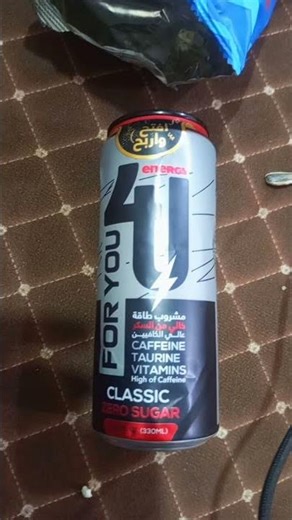 افتح
واربح
energy
4U
FOR YOU
مشروب طاقة
خالي من السكر
عالي الكافيين
CAFFEINE
TAURINE
VITAMINS
High of Caffeine
CLASSIC
ZERO SUGAR
(320ML)